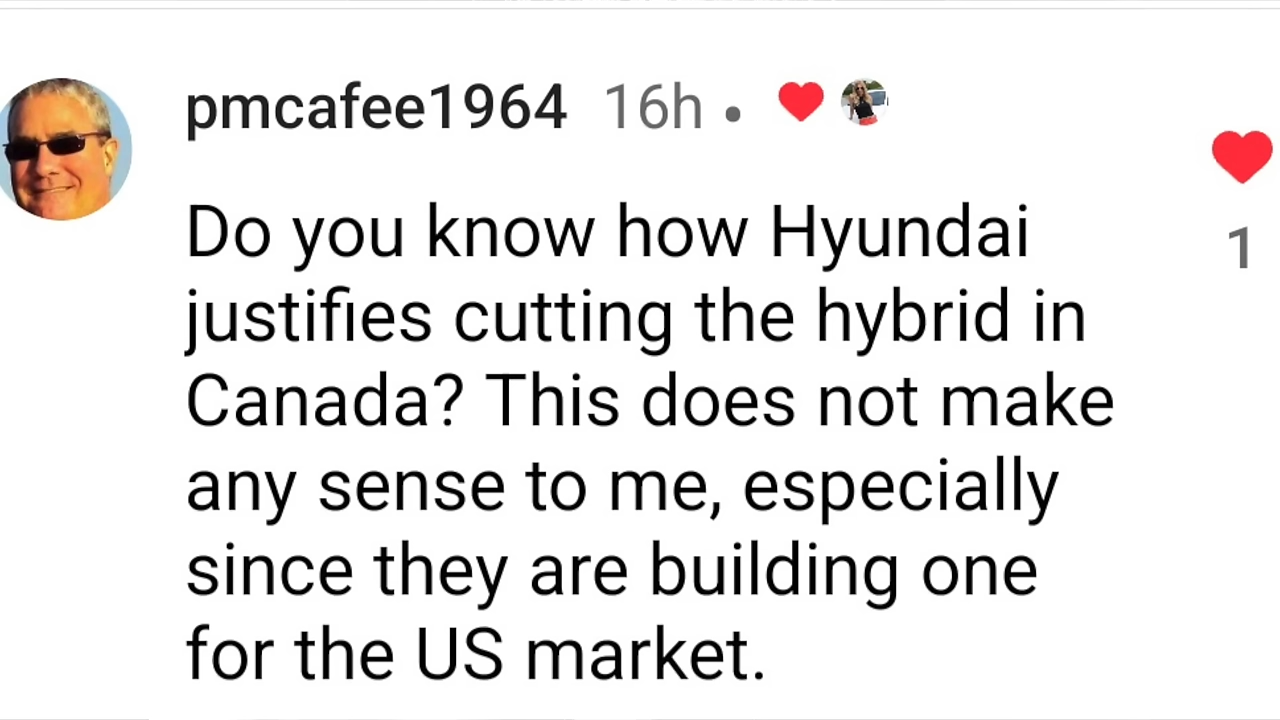 pmcafee1964 16h •
1
Do you know how Hyundai
justifies cutting the hybrid in
Canada? This does not make
any sense to me, especially
since they are building one
for the US market.